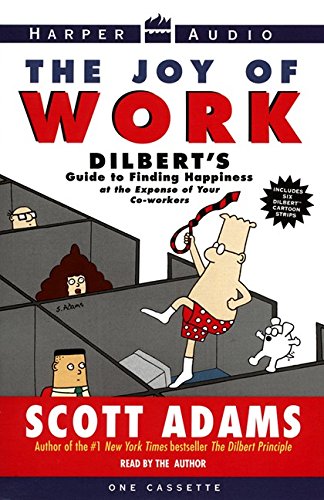 HARPER AUDIO
THE JOY OF
WORK
DILBERT'S
Guide to Finding Happiness
at the Expense of Your
Co-workers
INCLUDES
SIX
DILBERT™
CARTOON
STRIPS
S. Adams
SCOTT ADAMS
Author of the #1 New York Times bestseller The Dilbert Principle
READ BY THE AUTHOR
ONE CASSETTE